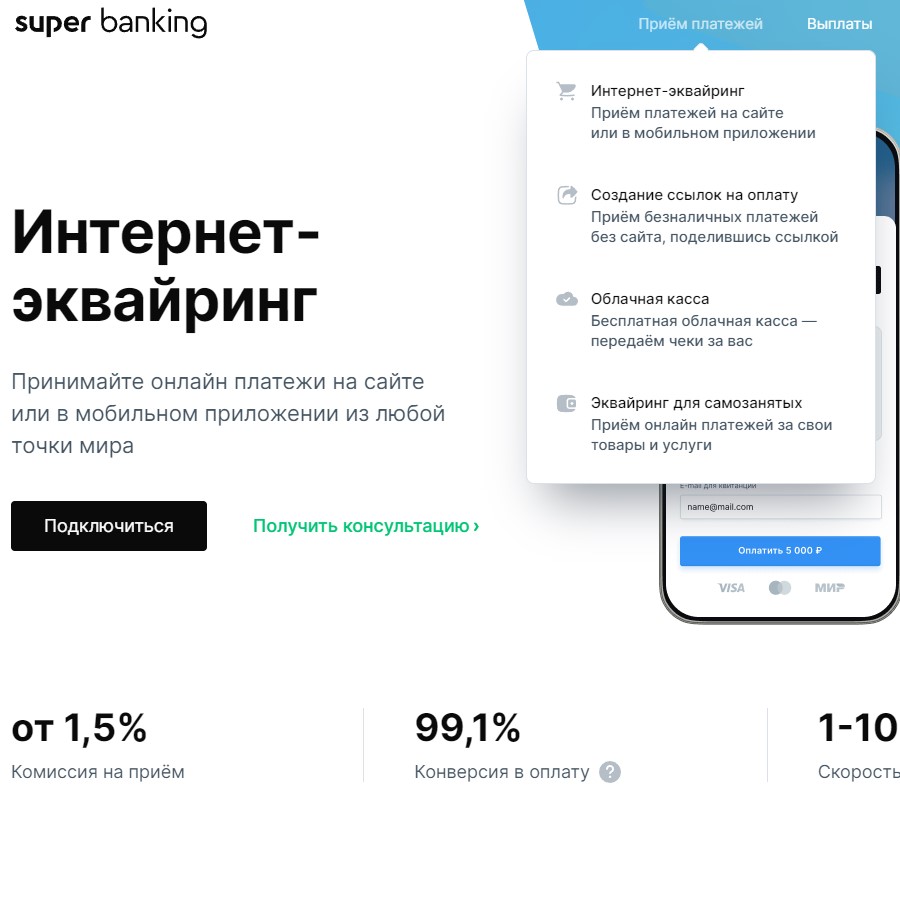 super banking
Приём платежей
Выплаты
Интернет-эквайринг
Приём платежей на сайте
или в мобильном приложении
Создание ссылок на оплату
Приём безналичных платежей
без сайта, поделившись ссылкой
Облачная касса
Бесплатная облачная касса —
передаём чеки за вас
Эквайринг для самозанятых
Приём онлайн платежей за свои
товары и услуги
Интернет-
эквайринг
Принимайте онлайн платежи на сайте
или в мобильном приложении из любой
точки мира
Подключиться
Получить консультацию ›
E-mail для квитанции
name@mail.com
Оплатить 5 000 ₽
VISA
МИР
от 1,5%
Комиссия на приём
99,1%
Конверсия в оплату ?
1-10
Скорость